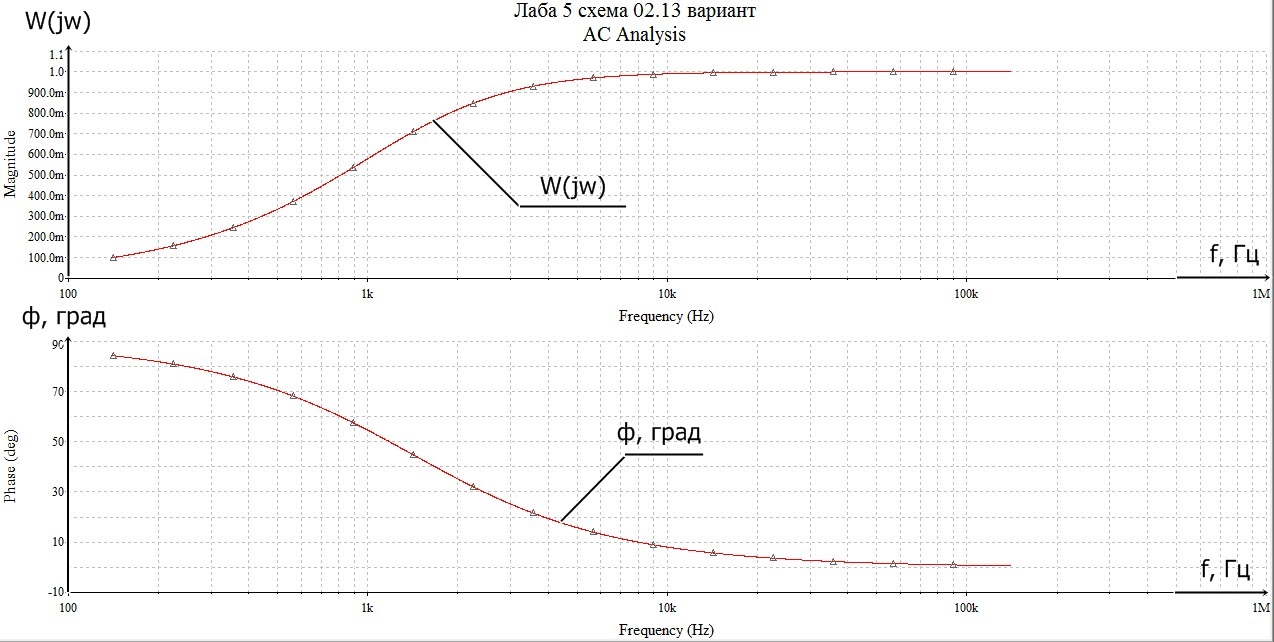 Лаба 5 схема 02.13 вариант
AC Analysis
W(jw)
1.1
1.0
900.0m
800.0m
700.0m
600.0m
500.0m
400.0m
300.0m
200.0m
100.0m
0
Magnitude
W(jw)
f, Гц
100
1k
10k
100k
1M
Frequency (Hz)
ф, град
90
70
50
30
10
-10
Phase (deg)
ф, град
f, Гц
100
1k
10k
100k
1M
Frequency (Hz)